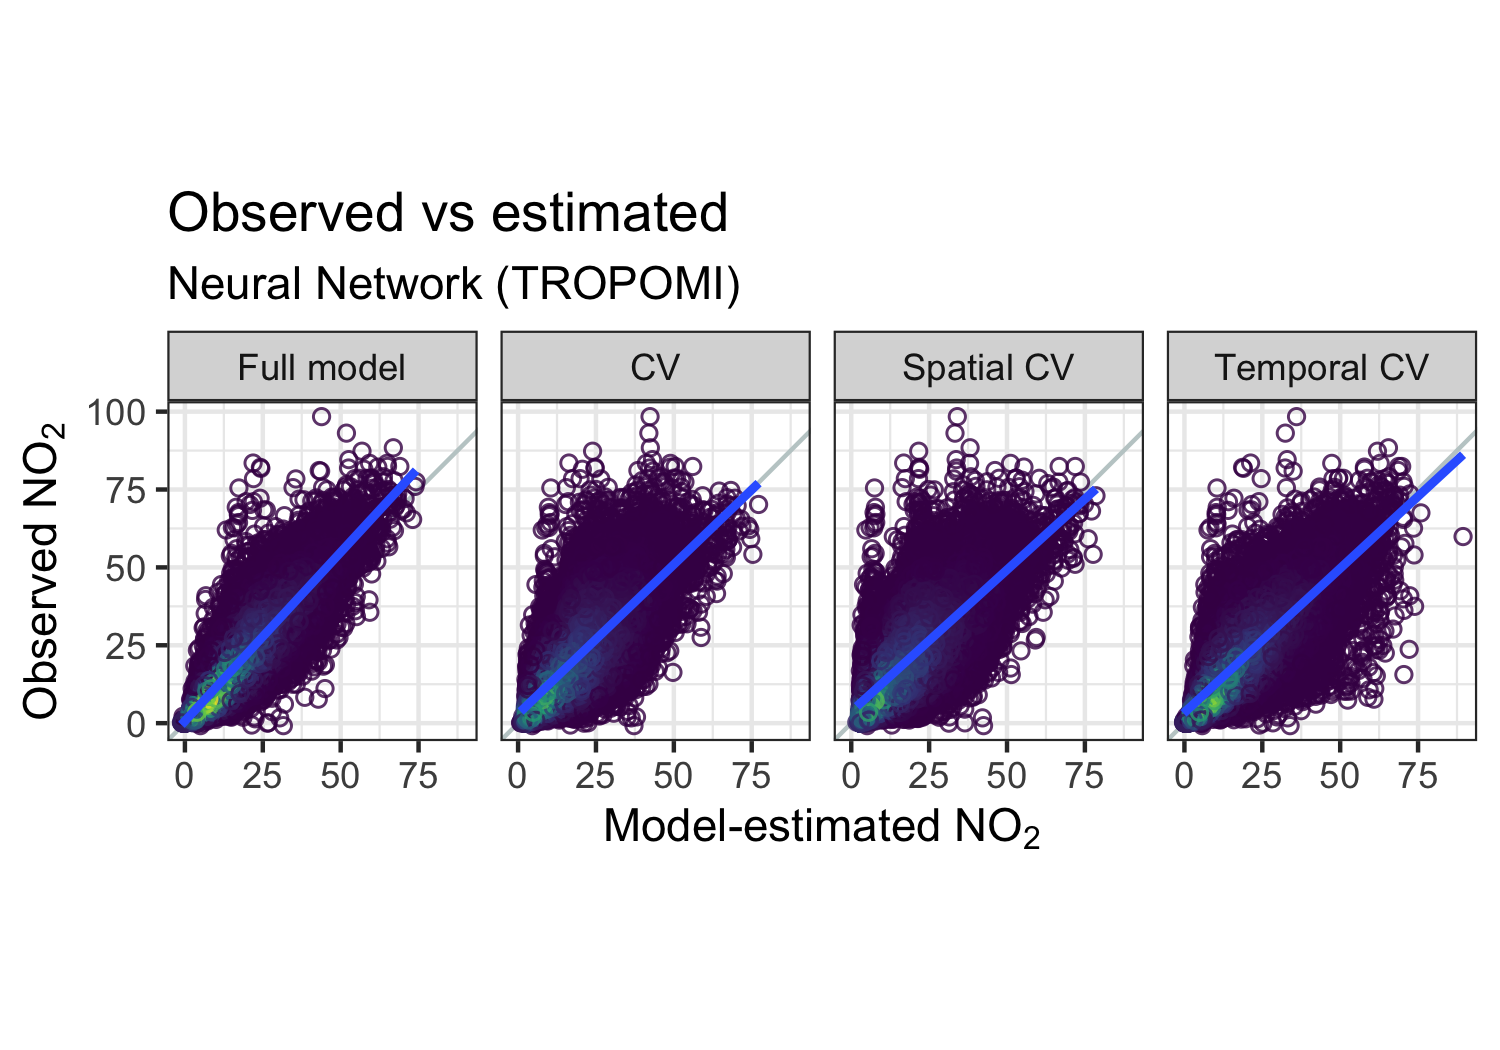 Observed vs estimated
Neural Network (TROPOMI)
Full model
CV
Spatial CV
Temporal CV
Observed NO₂
100
75
50
25
0
0 25 50 75
0 25 50 75
0 25 50 75
0 25 50 75
Model-estimated NO₂